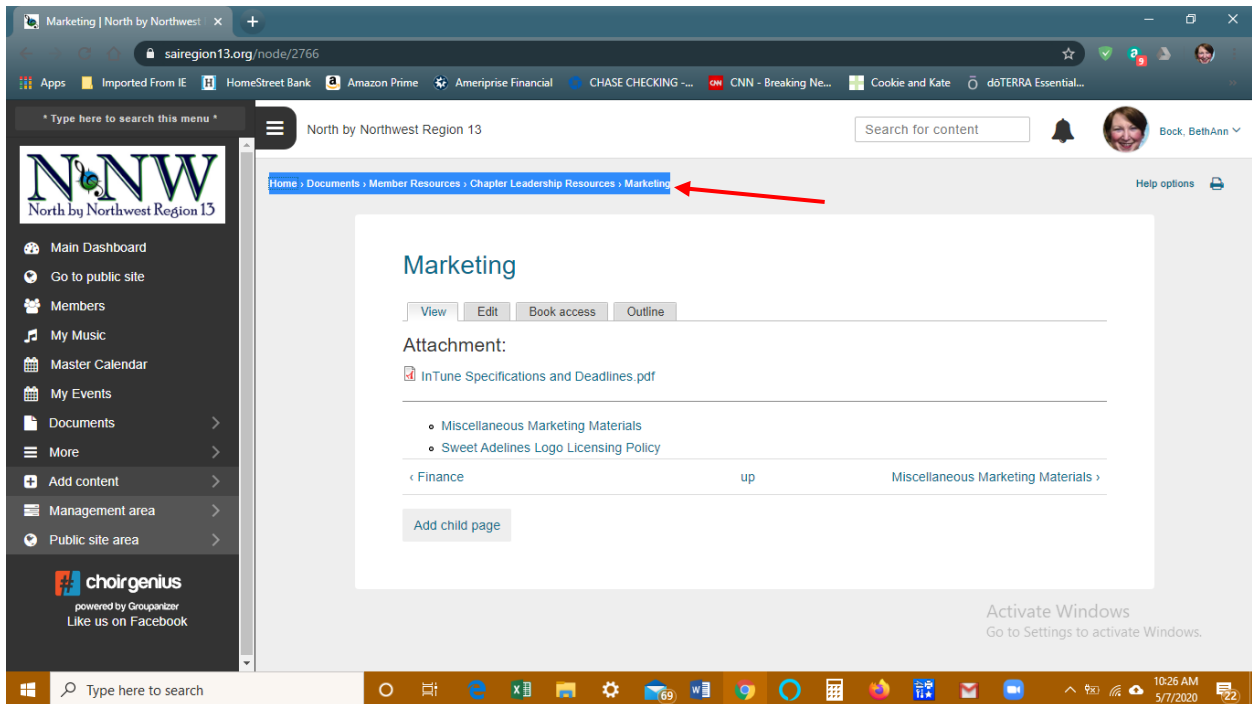 Marketing | North by Northwest
sairegion13.org/node/2766
Apps Imported From IE HomeStreet Bank Amazon Prime Ameriprise Financial CHASE CHECKING -... CNN - Breaking Ne... Cookie and Kate dōTERRA Essential...
* Type here to search this menu *
North by Northwest Region 13
Search for content
Bock, BethAnn
NbNW
North by Northwest Region 13
Home › Documents › Member Resources › Chapter Leadership Resources › Marketing
Help options
Main Dashboard
Go to public site
Members
My Music
Master Calendar
My Events
Documents
More
Add content
Management area
Public site area
# choirgenius
powered by Groupanizer
Like us on Facebook
Marketing
View Edit Book access Outline
Attachment:
InTune Specifications and Deadlines.pdf
Miscellaneous Marketing Materials
Sweet Adelines Logo Licensing Policy
‹ Finance up Miscellaneous Marketing Materials ›
Add child page
Activate Windows
Go to Settings to activate Windows.
Type here to search
69
10:26 AM
5/7/2020
22